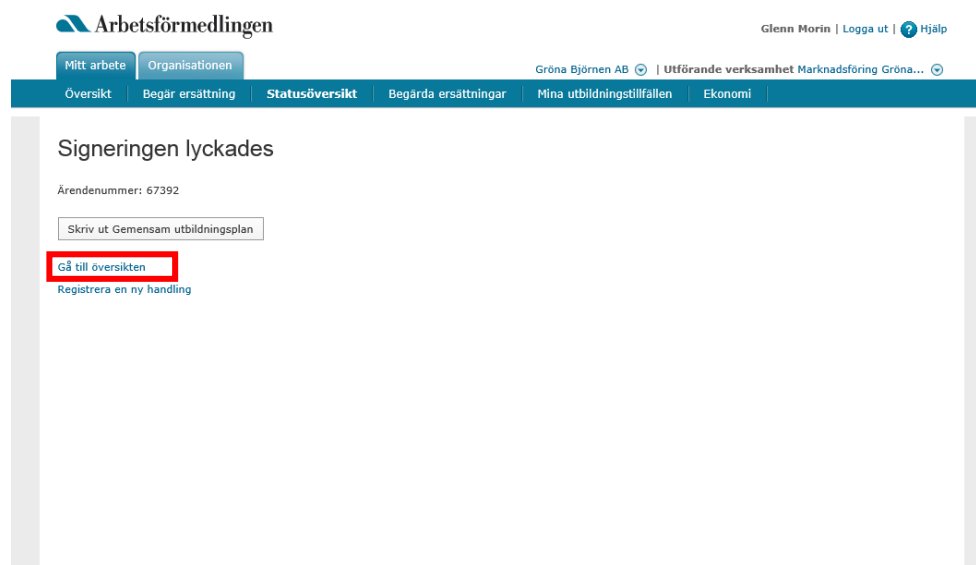 Arbetsförmedlingen
Glenn Morin | Logga ut | ? Hjälp
Mitt arbete Organisationen
Gröna Björnen AB | Utförande verksamhet Marknadsföring Gröna...
Översikt Begär ersättning Statusöversikt Begärda ersättningar Mina utbildningstillfällen Ekonomi
Signeringen lyckades
Ärendenummer: 67392
Skriv ut Gemensam utbildningsplan
Gå till översikten
Registrera en ny handling